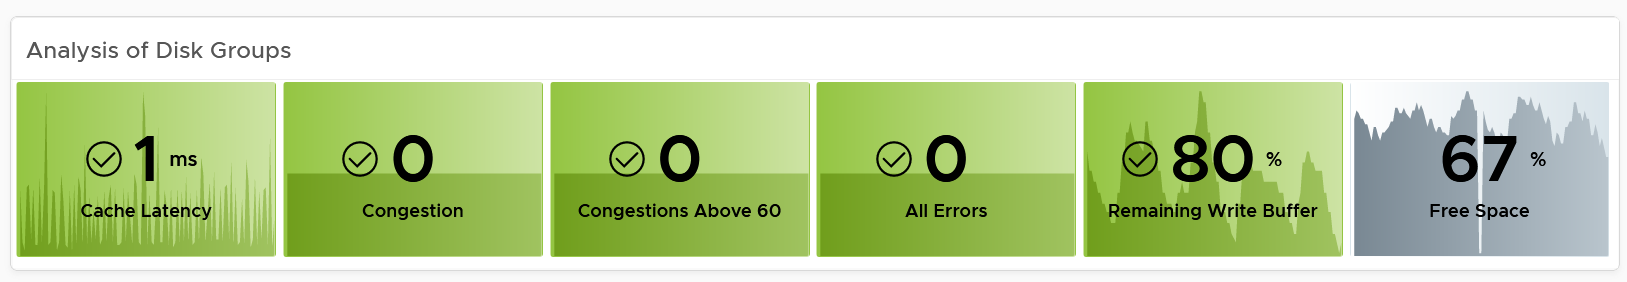 Analysis of Disk Groups
1 ms
Cache Latency
0
Congestion
0
Congestions Above 60
0
All Errors
80 %
Remaining Write Buffer
67 %
Free Space